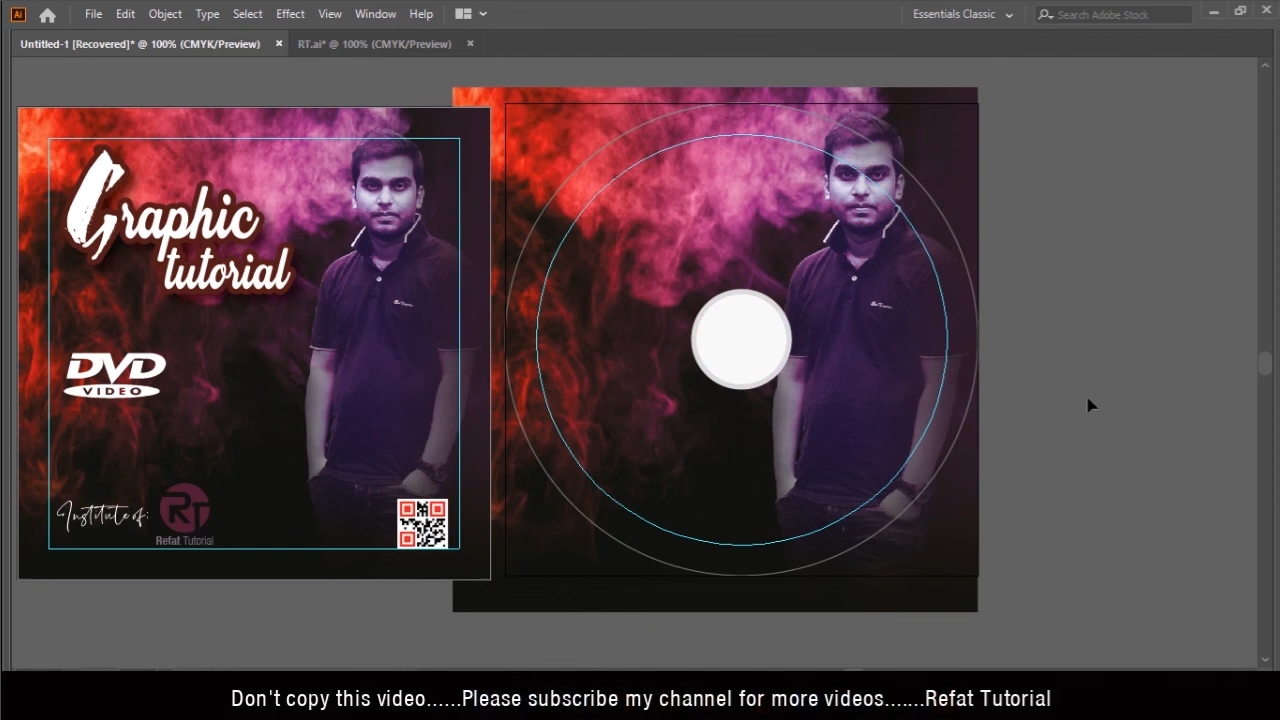 Ai File Edit Object Type Select Effect View Window Help Essentials Classic Search Adobe Stock
Untitled-1 [Recovered]* @ 100% (CMYK/Preview) × RT.ai* @ 100% (CMYK/Preview) ×
Graphic
tutorial
DVD
VIDEO
Institute of:
RT
Refat Tutorial
Don't copy this video......Please subscribe my channel for more videos.......Refat Tutorial